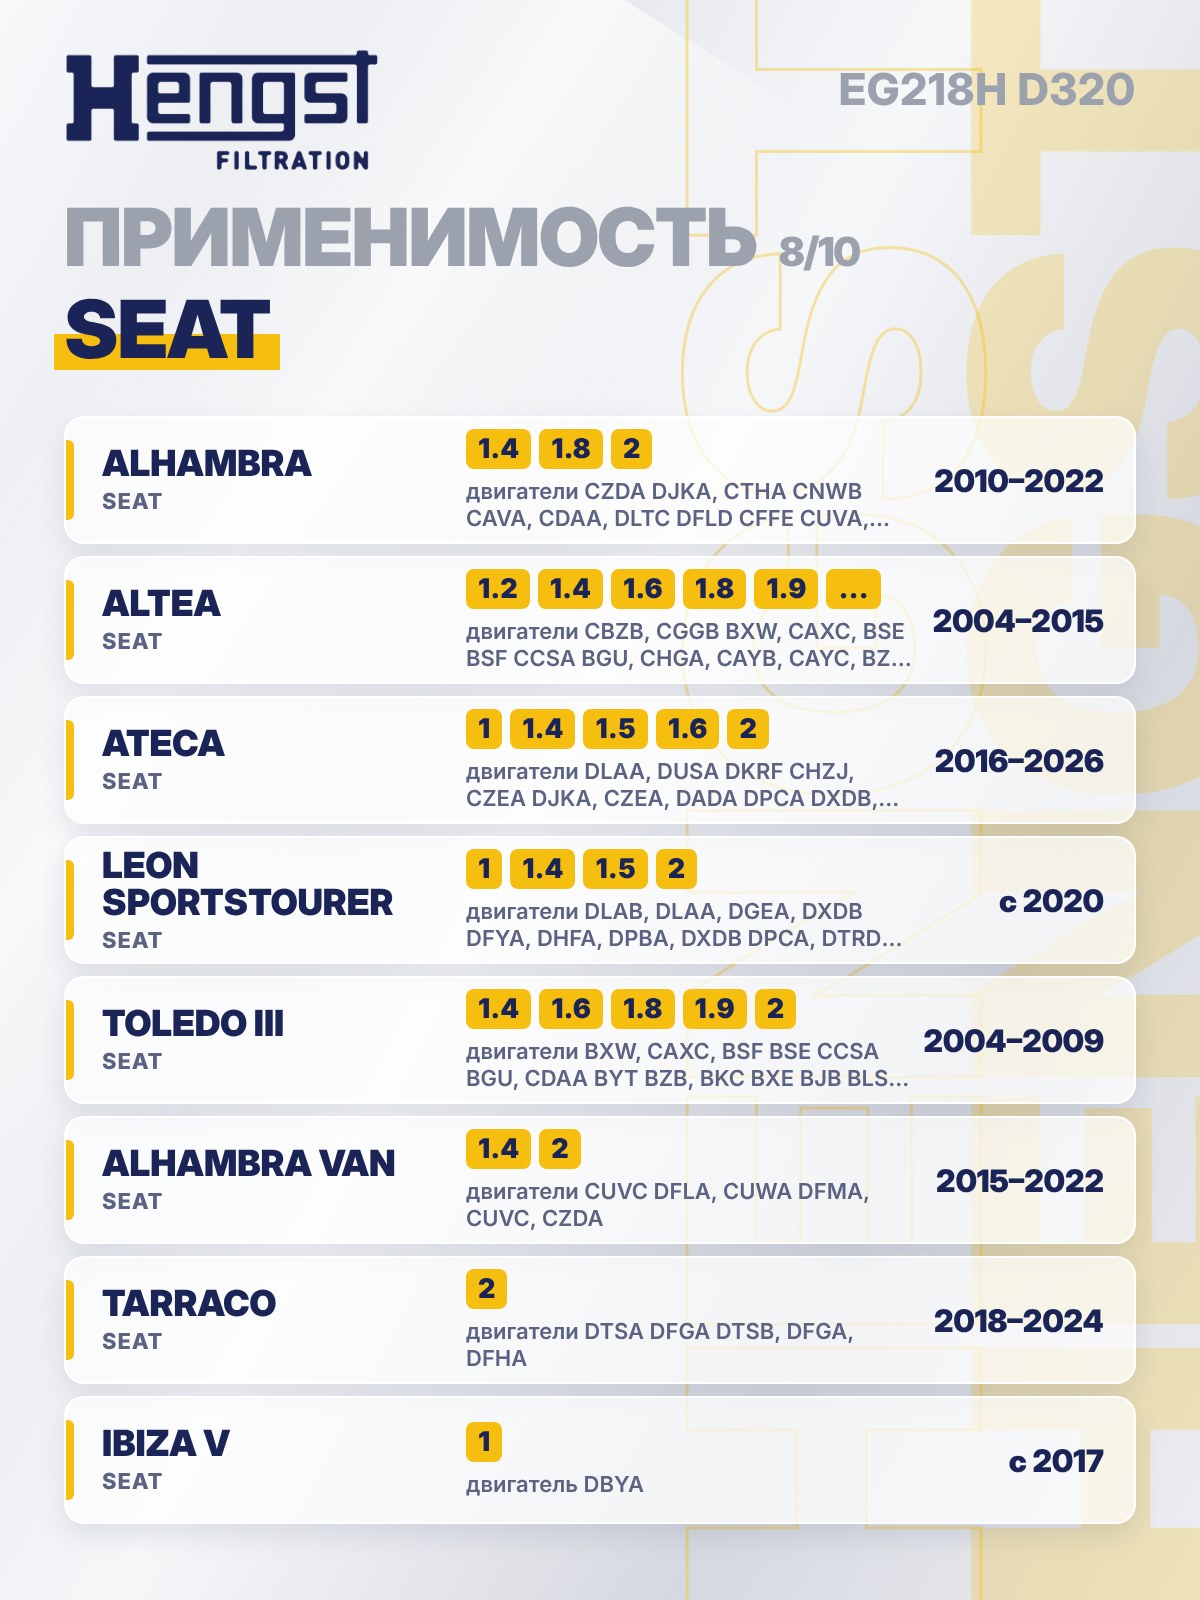 Hengst
FILTRATION
EG218H D320
ПРИМЕНИМОСТЬ 8/10
SEAT
ALHAMBRA
SEAT
1.4 1.8 2
двигатели CZDA DJKA, CTHA CNWB
CAVA, CDAA, DLTC DFLD CFFE CUVA,...
2010–2022
ALTEA
SEAT
1.2 1.4 1.6 1.8 1.9 ...
двигатели CBZB, CGGB BXW, CAXC, BSE
BSF CCSA BGU, CHGA, CAYB, CAYC, BZ...
2004–2015
ATECA
SEAT
1 1.4 1.5 1.6 2
двигатели DLAA, DUSA DKRF CHZJ,
CZEA DJKA, CZEA, DADA DPCA DXDB,...
2016–2026
LEON
SPORTSTOURER
SEAT
1 1.4 1.5 2
двигатели DLAB, DLAA, DGEA, DXDB
DFYA, DHFA, DPBA, DXDB DPCA, DTRD...
с 2020
TOLEDO III
SEAT
1.4 1.6 1.8 1.9 2
двигатели BXW, CAXC, BSF BSE CCSA
BGU, CDAA BYT BZB, BKC BXE BJB BLS...
2004–2009
ALHAMBRA VAN
SEAT
1.4 2
двигатели CUVC DFLA, CUWA DFMA,
CUVC, CZDA
2015–2022
TARRACO
SEAT
2
двигатели DTSA DFGA DTSB, DFGA,
DFHA
2018–2024
IBIZA V
SEAT
1
двигатель DBYA
с 2017
HENGST
HENGST